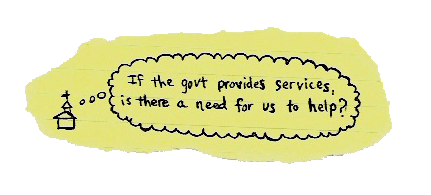 If the govt provides services,
is there a need for us to help?